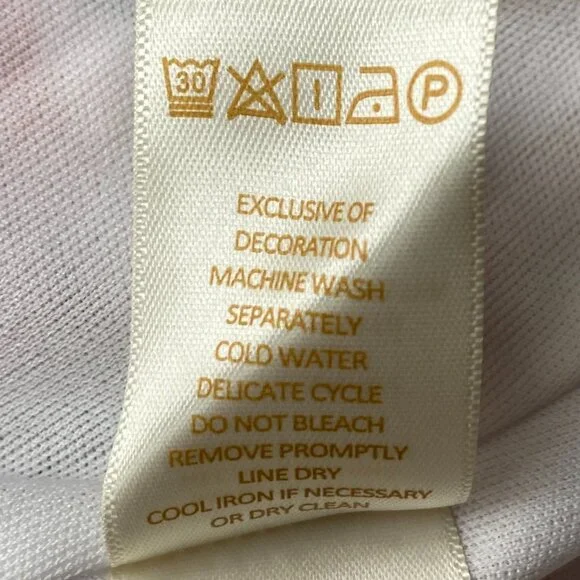 30 P
EXCLUSIVE OF
DECORATION
MACHINE WASH
SEPARATELY
COLD WATER
DELICATE CYCLE
DO NOT BLEACH
REMOVE PROMPTLY
LINE DRY
COOL IRON IF NECESSARY
OR DRY CLEAN